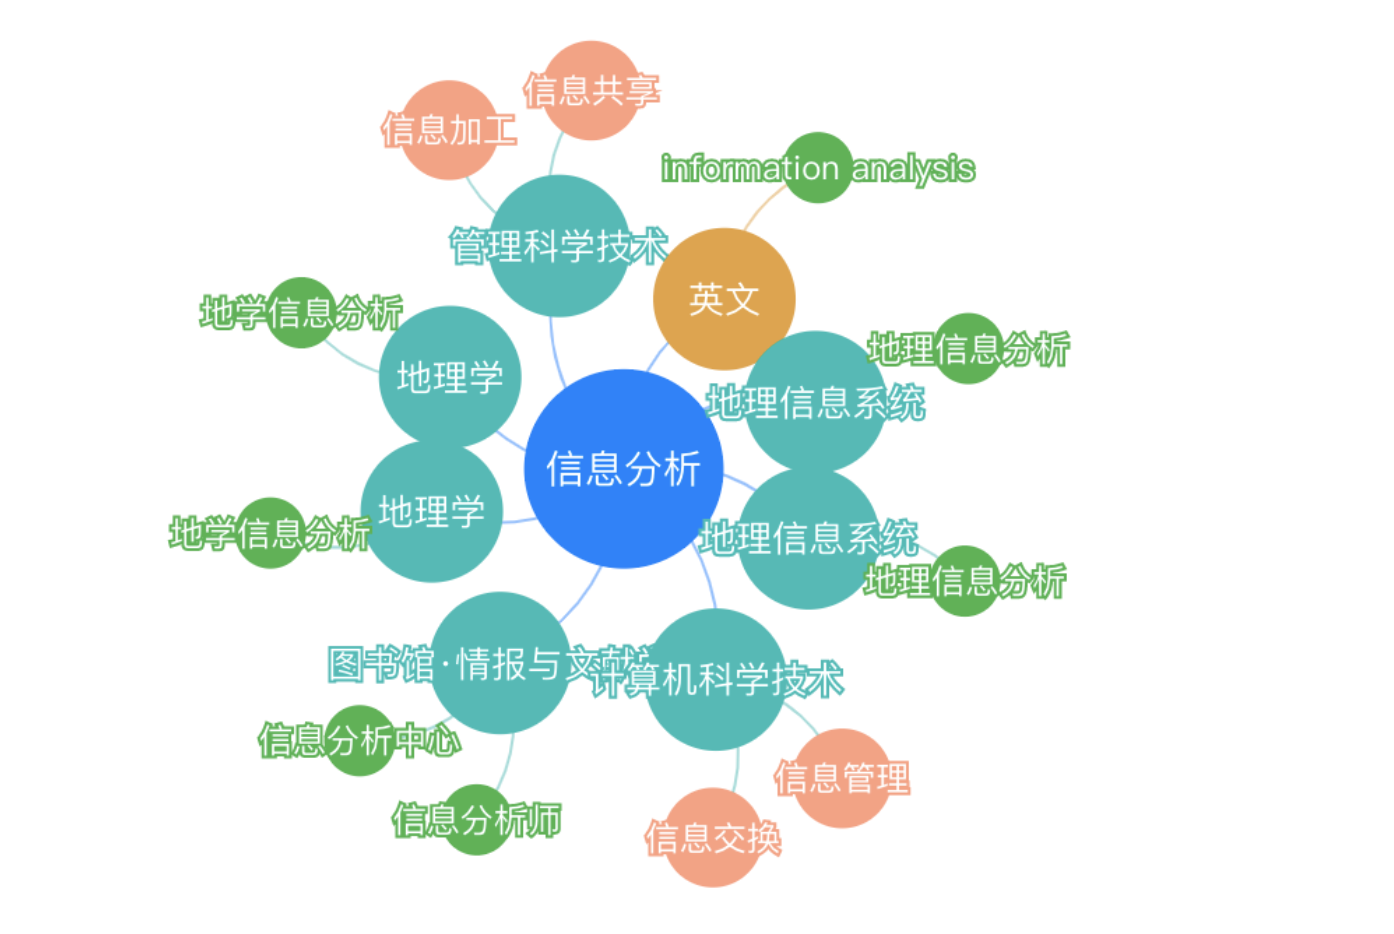 信息共享
信息加工
information analysis
管理科学技术
英文
地学信息分析
地理信息分析
地理学
地理信息系统
信息分析
地理学
地学信息分析
地理信息系统
地理信息分析
图书馆·情报与文献
计算机科学技术
信息分析中心
信息管理
信息分析师
信息交换